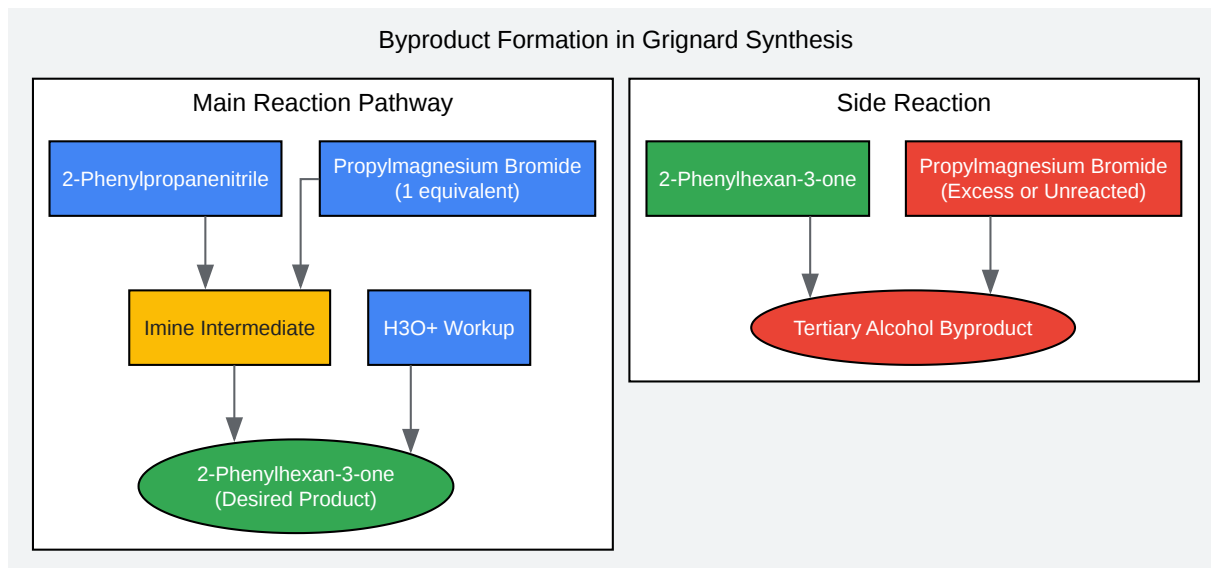 Byproduct Formation in Grignard Synthesis
Main Reaction Pathway
2-Phenylpropanenitrile
Propylmagnesium Bromide
(1 equivalent)
Imine Intermediate
H3O+ Workup
2-Phenylhexan-3-one
(Desired Product)
Side Reaction
2-Phenylhexan-3-one
Propylmagnesium Bromide
(Excess or Unreacted)
Tertiary Alcohol Byproduct